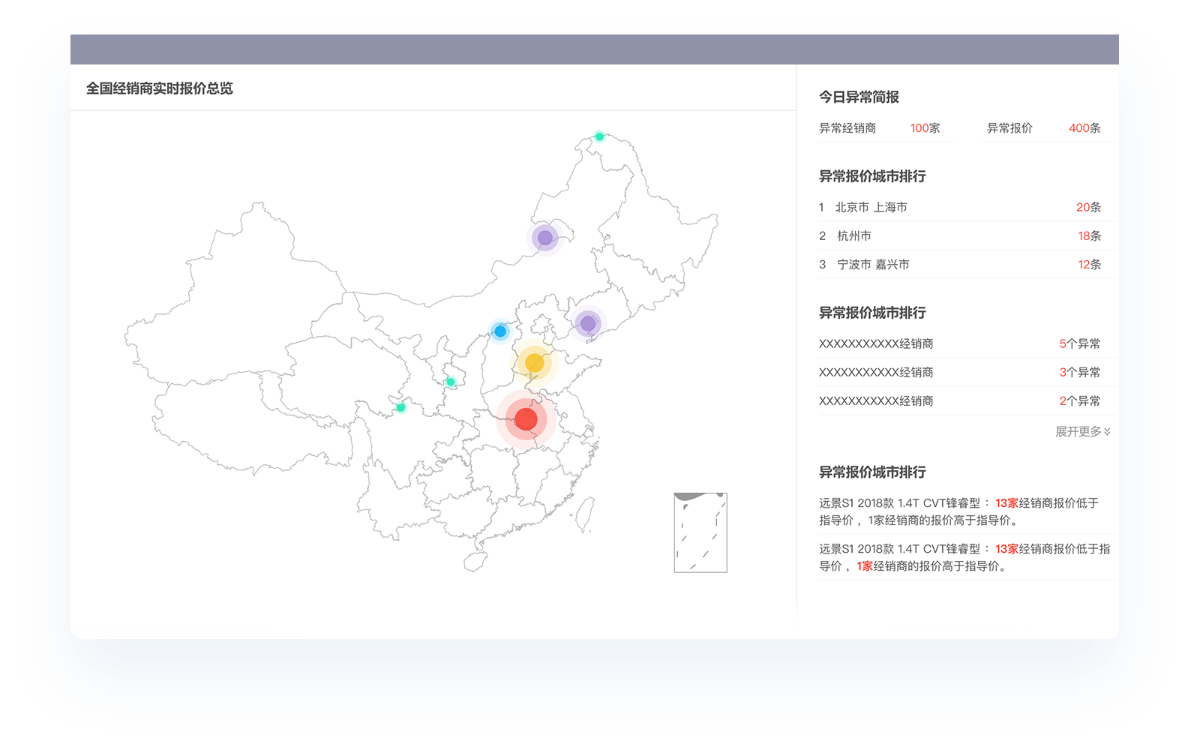 全国经销商实时报价总览
今日异常简报
异常经销商 100家 异常报价 400条
异常报价城市排行
1 北京市 上海市 20条
2 杭州市 18条
3 宁波市 嘉兴市 12条
异常报价城市排行
XXXXXXXXXXX经销商 5个异常
XXXXXXXXXXX经销商 3个异常
XXXXXXXXXXX经销商 2个异常
展开更多
异常报价城市排行
远景S1 2018款 1.4T CVT锋睿型 : 13家经销商报价低于
指导价 , 1家经销商的报价高于指导价。
远景S1 2018款 1.4T CVT锋睿型 : 13家经销商报价低于指
导价 , 1家经销商的报价高于指导价。